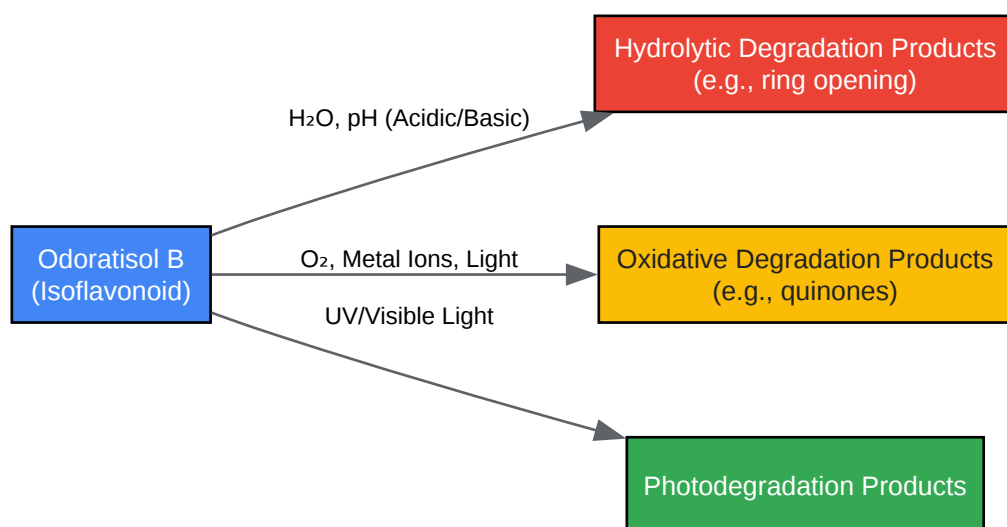 Hydrolytic Degradation Products
(e.g., ring opening)
H₂O, pH (Acidic/Basic)
Odoratisol B
(Isoflavonoid)
O₂, Metal Ions, Light
Oxidative Degradation Products
(e.g., quinones)
UV/Visible Light
Photodegradation Products